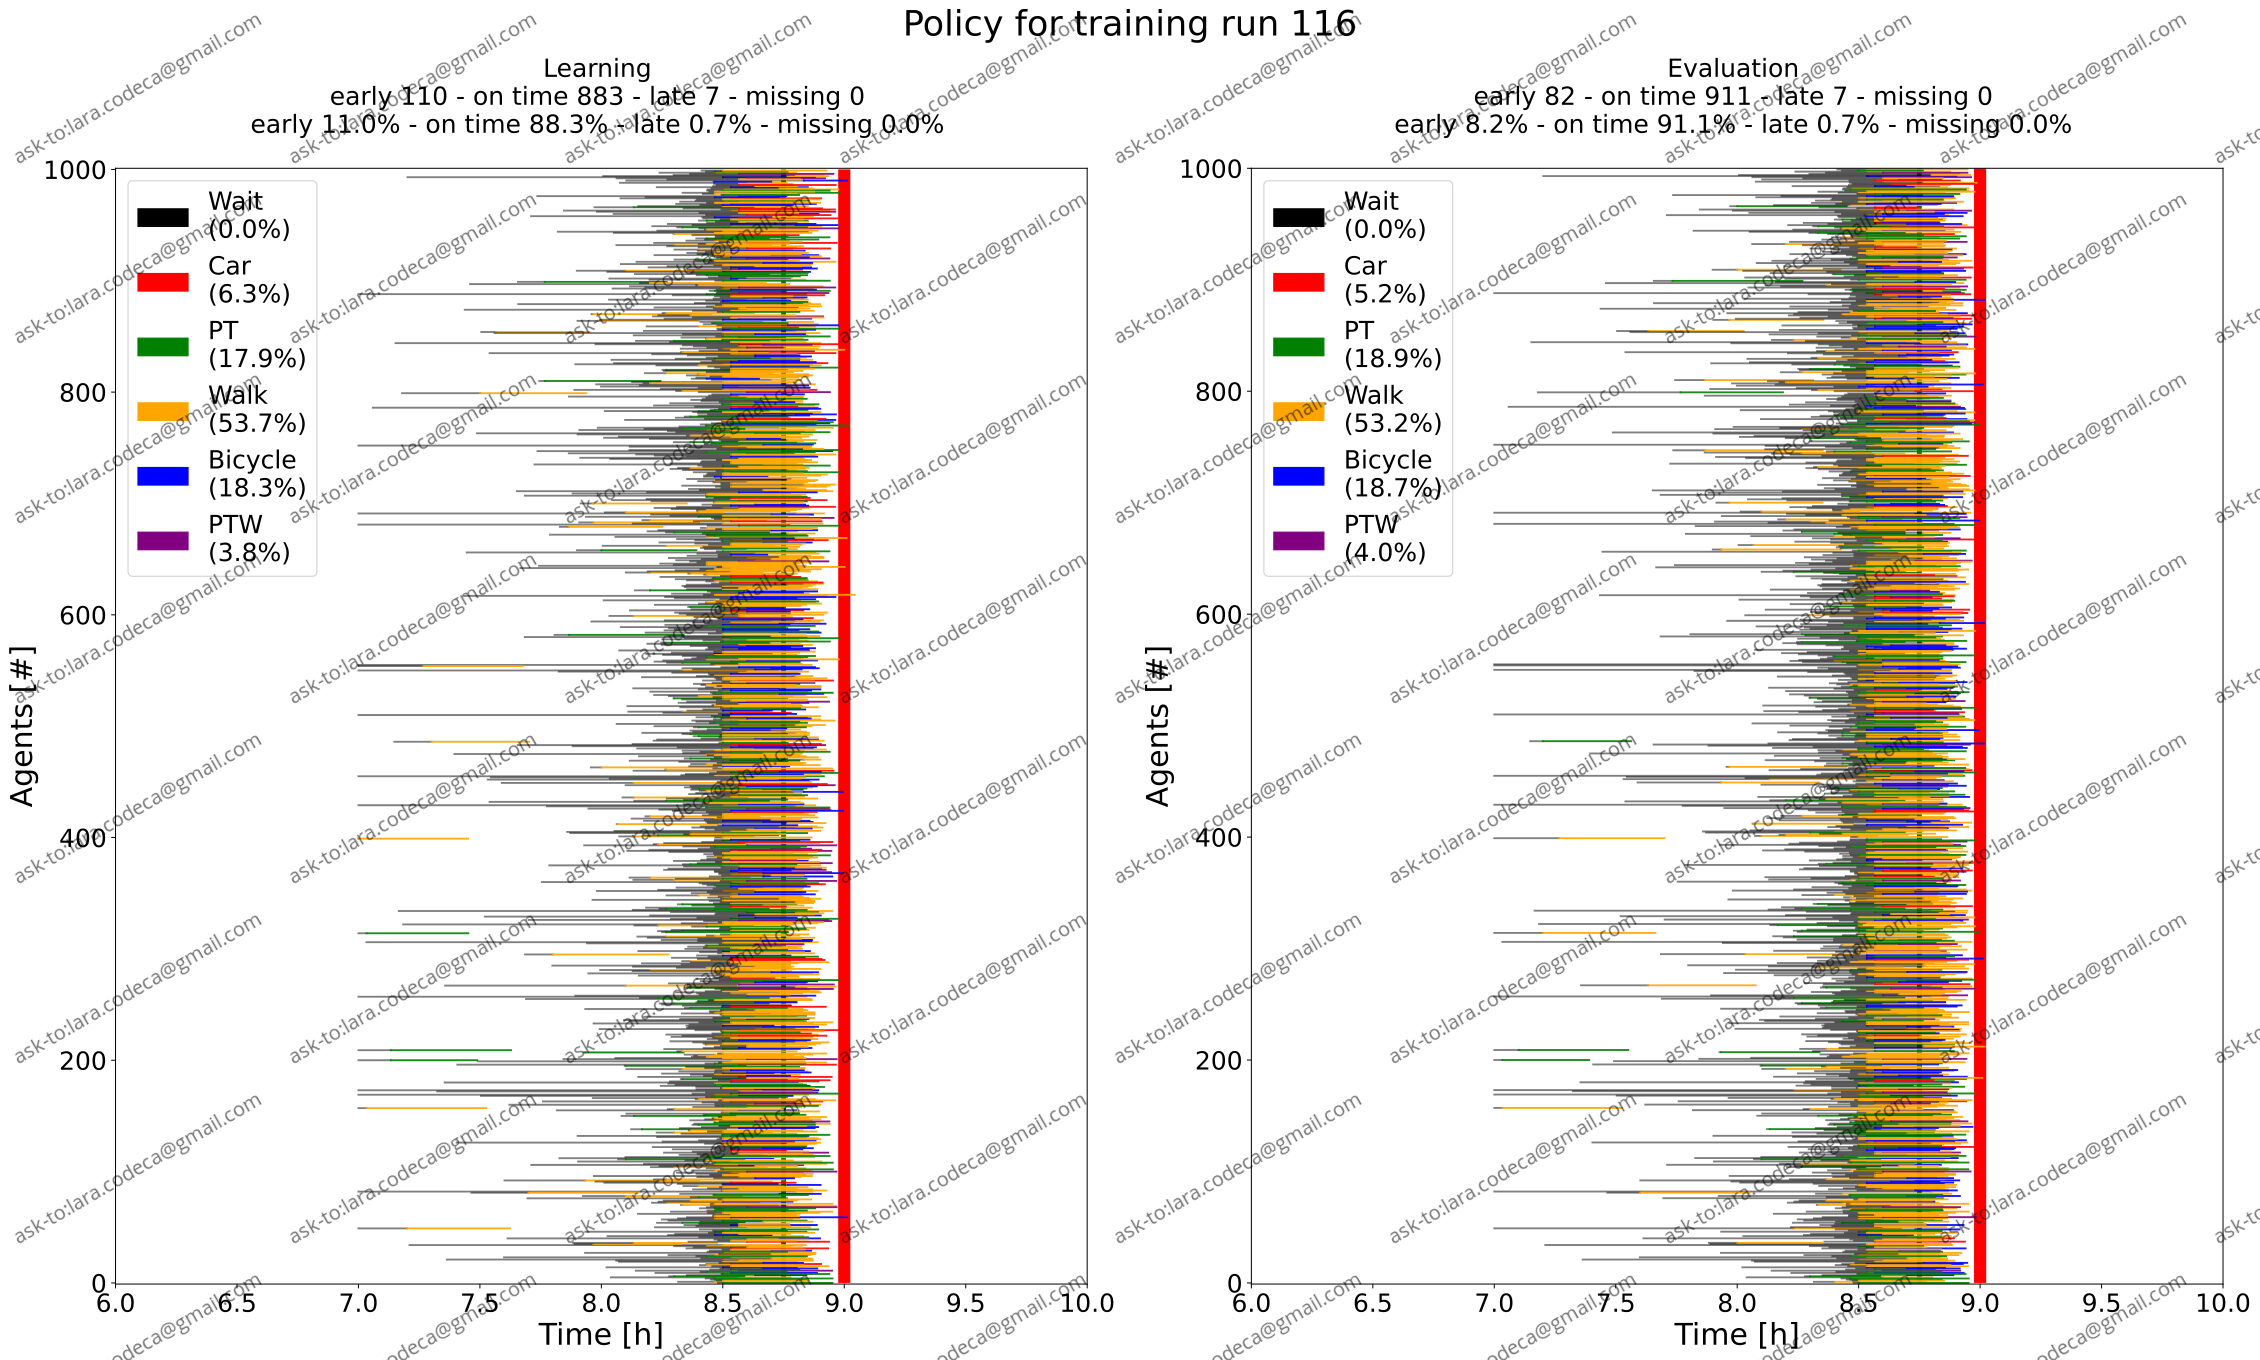 Policy for training run 116
Learning
early 110 - on time 883 - late 7 - missing 0
early 11.0% - on time 88.3% - late 0.7% - missing 0.0%
1000
800
600
400
200
0
Agents [#]
Wait
(0.0%)
Car
(6.3%)
PT
(17.9%)
Walk
(53.7%)
Bicycle
(18.3%)
PTW
(3.8%)
6.0 6.5 7.0 7.5 8.0 8.5 9.0 9.5 10.0
Time [h]
Evaluation
early 82 - on time 911 - late 7 - missing 0
early 8.2% - on time 91.1% - late 0.7% - missing 0.0%
1000
800
600
400
200
0
Agents [#]
Wait
(0.0%)
Car
(5.2%)
PT
(18.9%)
Walk
(53.2%)
Bicycle
(18.7%)
PTW
(4.0%)
6.0 6.5 7.0 7.5 8.0 8.5 9.0 9.5 10.0
Time [h]
ask-to:lara.codeca@gmail.com